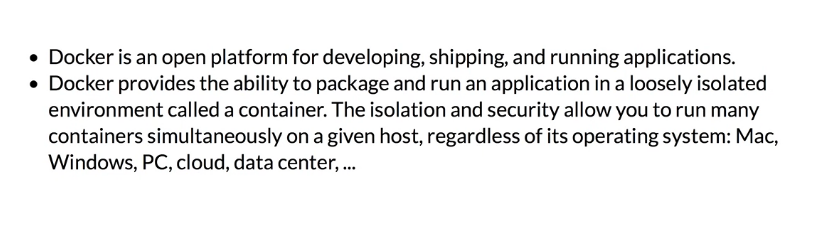 • Docker is an open platform for developing, shipping, and running applications.
• Docker provides the ability to package and run an application in a loosely isolated
environment called a container. The isolation and security allow you to run many
containers simultaneously on a given host, regardless of its operating system: Mac,
Windows, PC, cloud, data center, ...